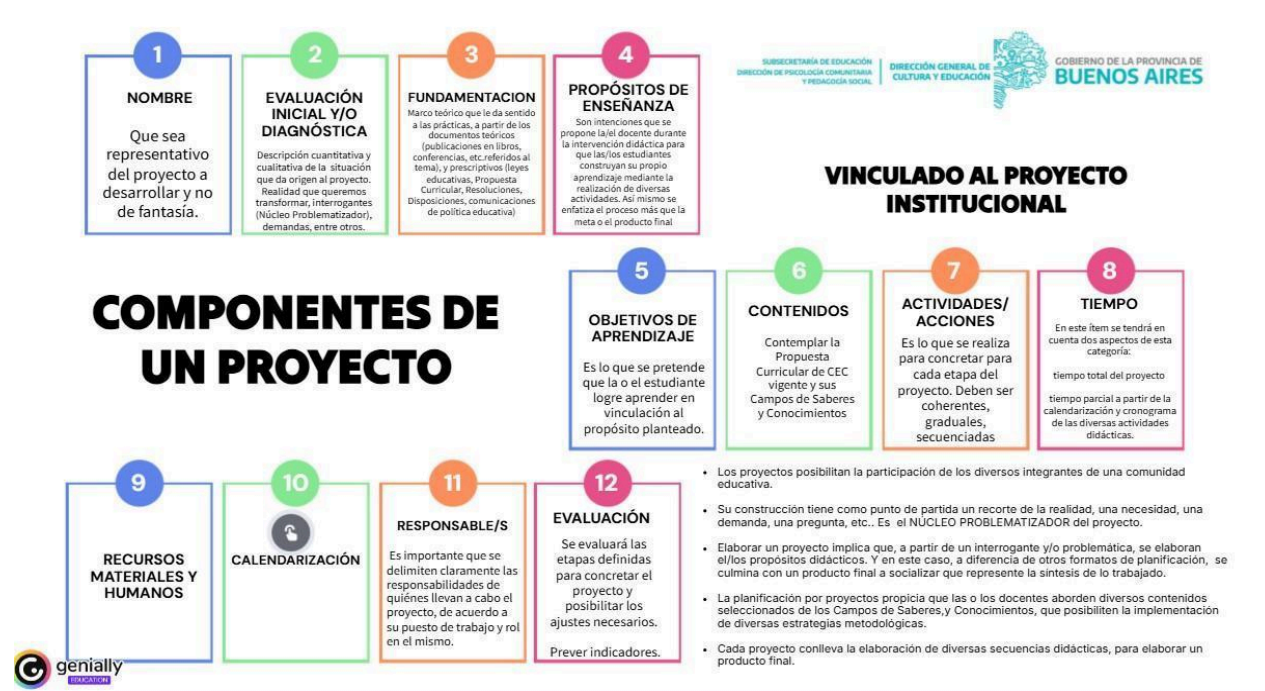 1
NOMBRE
Que sea
representativo
del proyecto a
desarrollar y no
de fantasía.
2
EVALUACIÓN
INICIAL Y/O
DIAGNÓSTICA
Descripción cuantitativa y
cualitativa de la situación
que da origen al proyecto.
Realidad que queremos
transformar, interrogantes
(Núcleo Problematizador),
demandas, entre otros.
3
FUNDAMENTACION
Marco teórico que le da sentido
a las prácticas, a partir de los
documentos teóricos
(publicaciones en libros,
conferencias, etc.referidos al
tema), y prescriptivos (leyes
educativas, Propuesta
Curricular, Resoluciones,
Disposiciones, comunicaciones
de política educativa)
4
PROPÓSITOS DE
ENSEÑANZA
Son intenciones que se
propone la/el docente durante
la intervención didáctica para
que las/los estudiantes
construyan su propio
aprendizaje mediante la
realización de diversas
actividades. Así mismo se
enfatiza el proceso más que la
meta o el producto final
SUBSECRETARÍA DE EDUCACIÓN
DIRECCIÓN DE PSICOLOGÍA COMUNITARIA
Y PEDAGOGÍA SOCIAL
DIRECCIÓN GENERAL DE
CULTURA Y EDUCACIÓN
GOBIERNO DE LA PROVINCIA DE
BUENOS AIRES
VINCULADO AL PROYECTO
INSTITUCIONAL
COMPONENTES DE
UN PROYECTO
5
OBJETIVOS DE
APRENDIZAJE
Es lo que se pretende
que la o el estudiante
logre aprender en
vinculación al
propósito planteado.
6
CONTENIDOS
Contemplar la
Propuesta
Curricular de CEC
vigente y sus
Campos de Saberes
y Conocimientos
7
ACTIVIDADES/
ACCIONES
Es lo que se realiza
para concretar para
cada etapa del
proyecto. Deben ser
coherentes,
graduales,
secuenciadas
8
TIEMPO
En este ítem se tendrá en
cuenta dos aspectos de esta
categoría:
tiempo total del proyecto
tiempo parcial a partir de la
calendarización y cronograma
de las diversas actividades
didácticas.
9
RECURSOS
MATERIALES Y
HUMANOS
10
CALENDARIZACIÓN
11
RESPONSABLE/S
Es importante que se
delimiten claramente las
responsabilidades de
quiénes llevan a cabo el
proyecto, de acuerdo a
su puesto de trabajo y rol
en el mismo.
12
EVALUACIÓN
Se evaluará las
etapas definidas
para concretar el
proyecto y
posibilitar los
ajustes necesarios.
Prever indicadores.
• Los proyectos posibilitan la participación de los diversos integrantes de una comunidad
educativa.
• Su construcción tiene como punto de partida un recorte de la realidad, una necesidad, una
demanda, una pregunta, etc.. Es el NÚCLEO PROBLEMATIZADOR del proyecto.
• Elaborar un proyecto implica que, a partir de un interrogante y/o problemática, se elaboran
el/los propósitos didácticos. Y en este caso, a diferencia de otros formatos de planificación, se
culmina con un producto final a socializar que represente la síntesis de lo trabajado.
• La planificación por proyectos propicia que las o los docentes aborden diversos contenidos
seleccionados de los Campos de Saberes,y Conocimientos, que posibiliten la implementación
de diversas estrategias metodológicas.
• Cada proyecto conlleva la elaboración de diversas secuencias didácticas, para elaborar un
producto final.
genially
EDUCATION